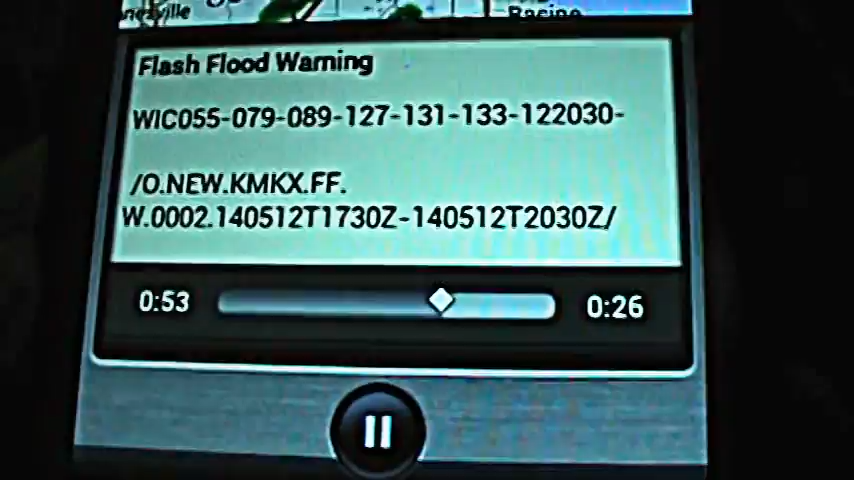 Racine
Flash Flood Warning
WIC055-079-089-127-131-133-122030-
/O.NEW.KMKX.FF.
W.0002.140512T1730Z-140512T2030Z/
0:53
0:26